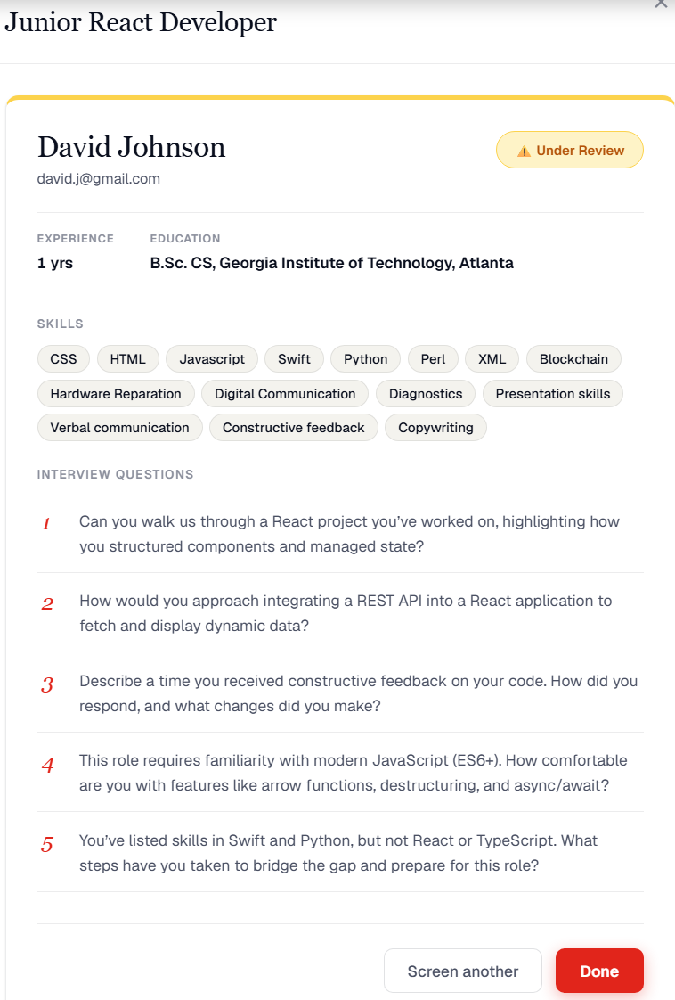 Junior React Developer
David Johnson
⚠ Under Review
david.j@gmail.com
EXPERIENCE
EDUCATION
1 yrs
B.Sc. CS, Georgia Institute of Technology, Atlanta
SKILLS
CSS HTML Javascript Swift Python Perl XML Blockchain
Hardware Reparation Digital Communication Diagnostics Presentation skills
Verbal communication Constructive feedback Copywriting
INTERVIEW QUESTIONS
1 Can you walk us through a React project you’ve worked on, highlighting how
you structured components and managed state?
2 How would you approach integrating a REST API into a React application to
fetch and display dynamic data?
3 Describe a time you received constructive feedback on your code. How did you
respond, and what changes did you make?
4 This role requires familiarity with modern JavaScript (ES6+). How comfortable
are you with features like arrow functions, destructuring, and async/await?
5 You’ve listed skills in Swift and Python, but not React or TypeScript. What
steps have you taken to bridge the gap and prepare for this role?
Screen another
Done